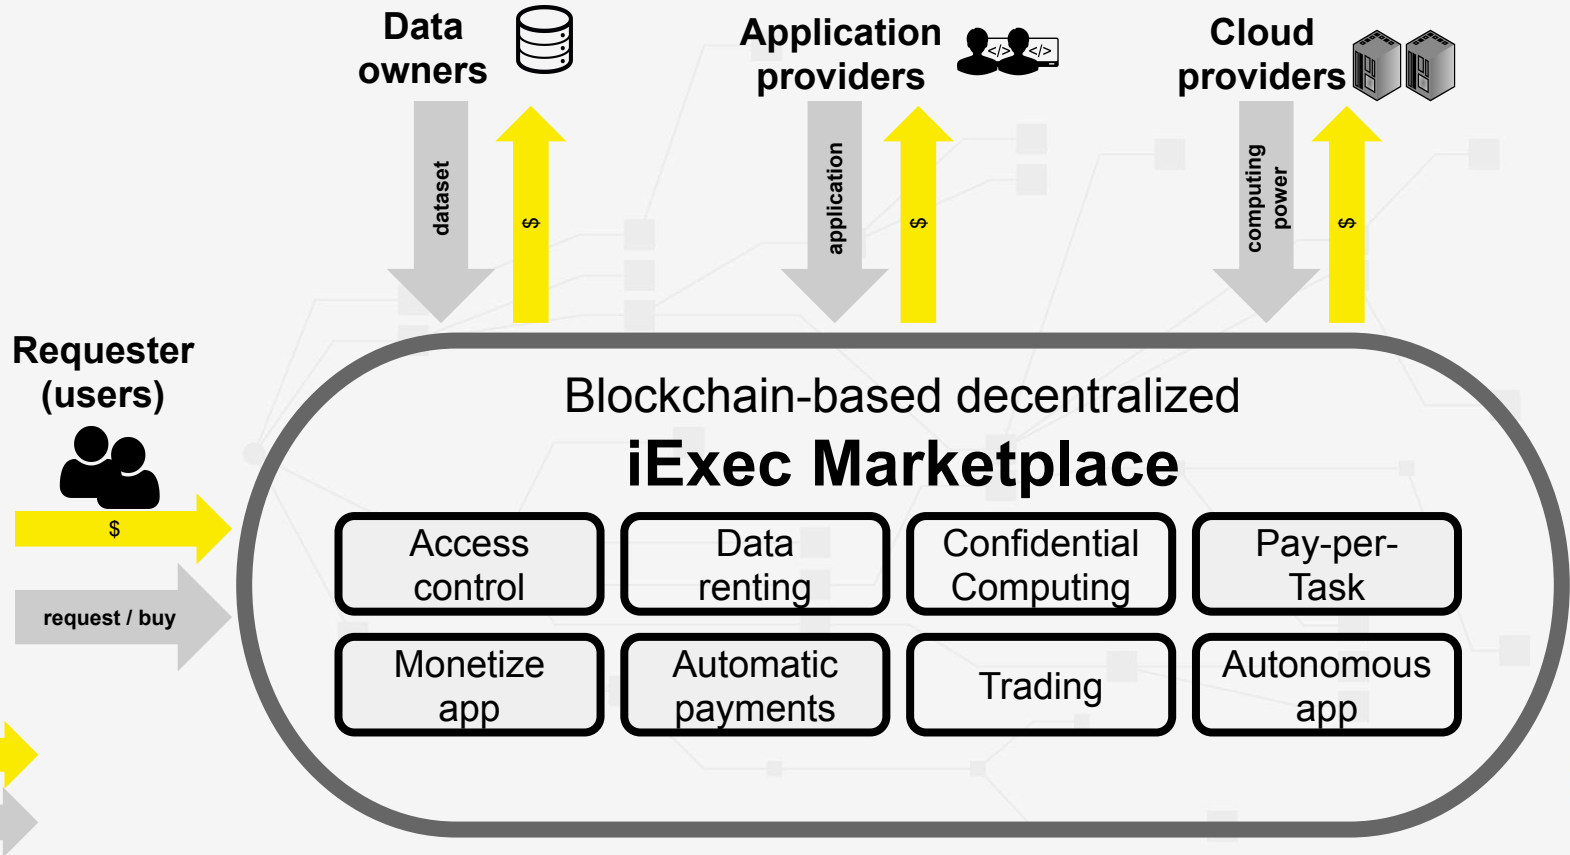 Data
owners
Application
providers
</> </>
Cloud
providers
dataset
$
application
$
computing
power
$
Requester
(users)
$
request / buy
Blockchain-based decentralized
iExec Marketplace
Access
control
Data
renting
Confidential
Computing
Pay-per-
Task
Monetize
app
Automatic
payments
Trading
Autonomous
app